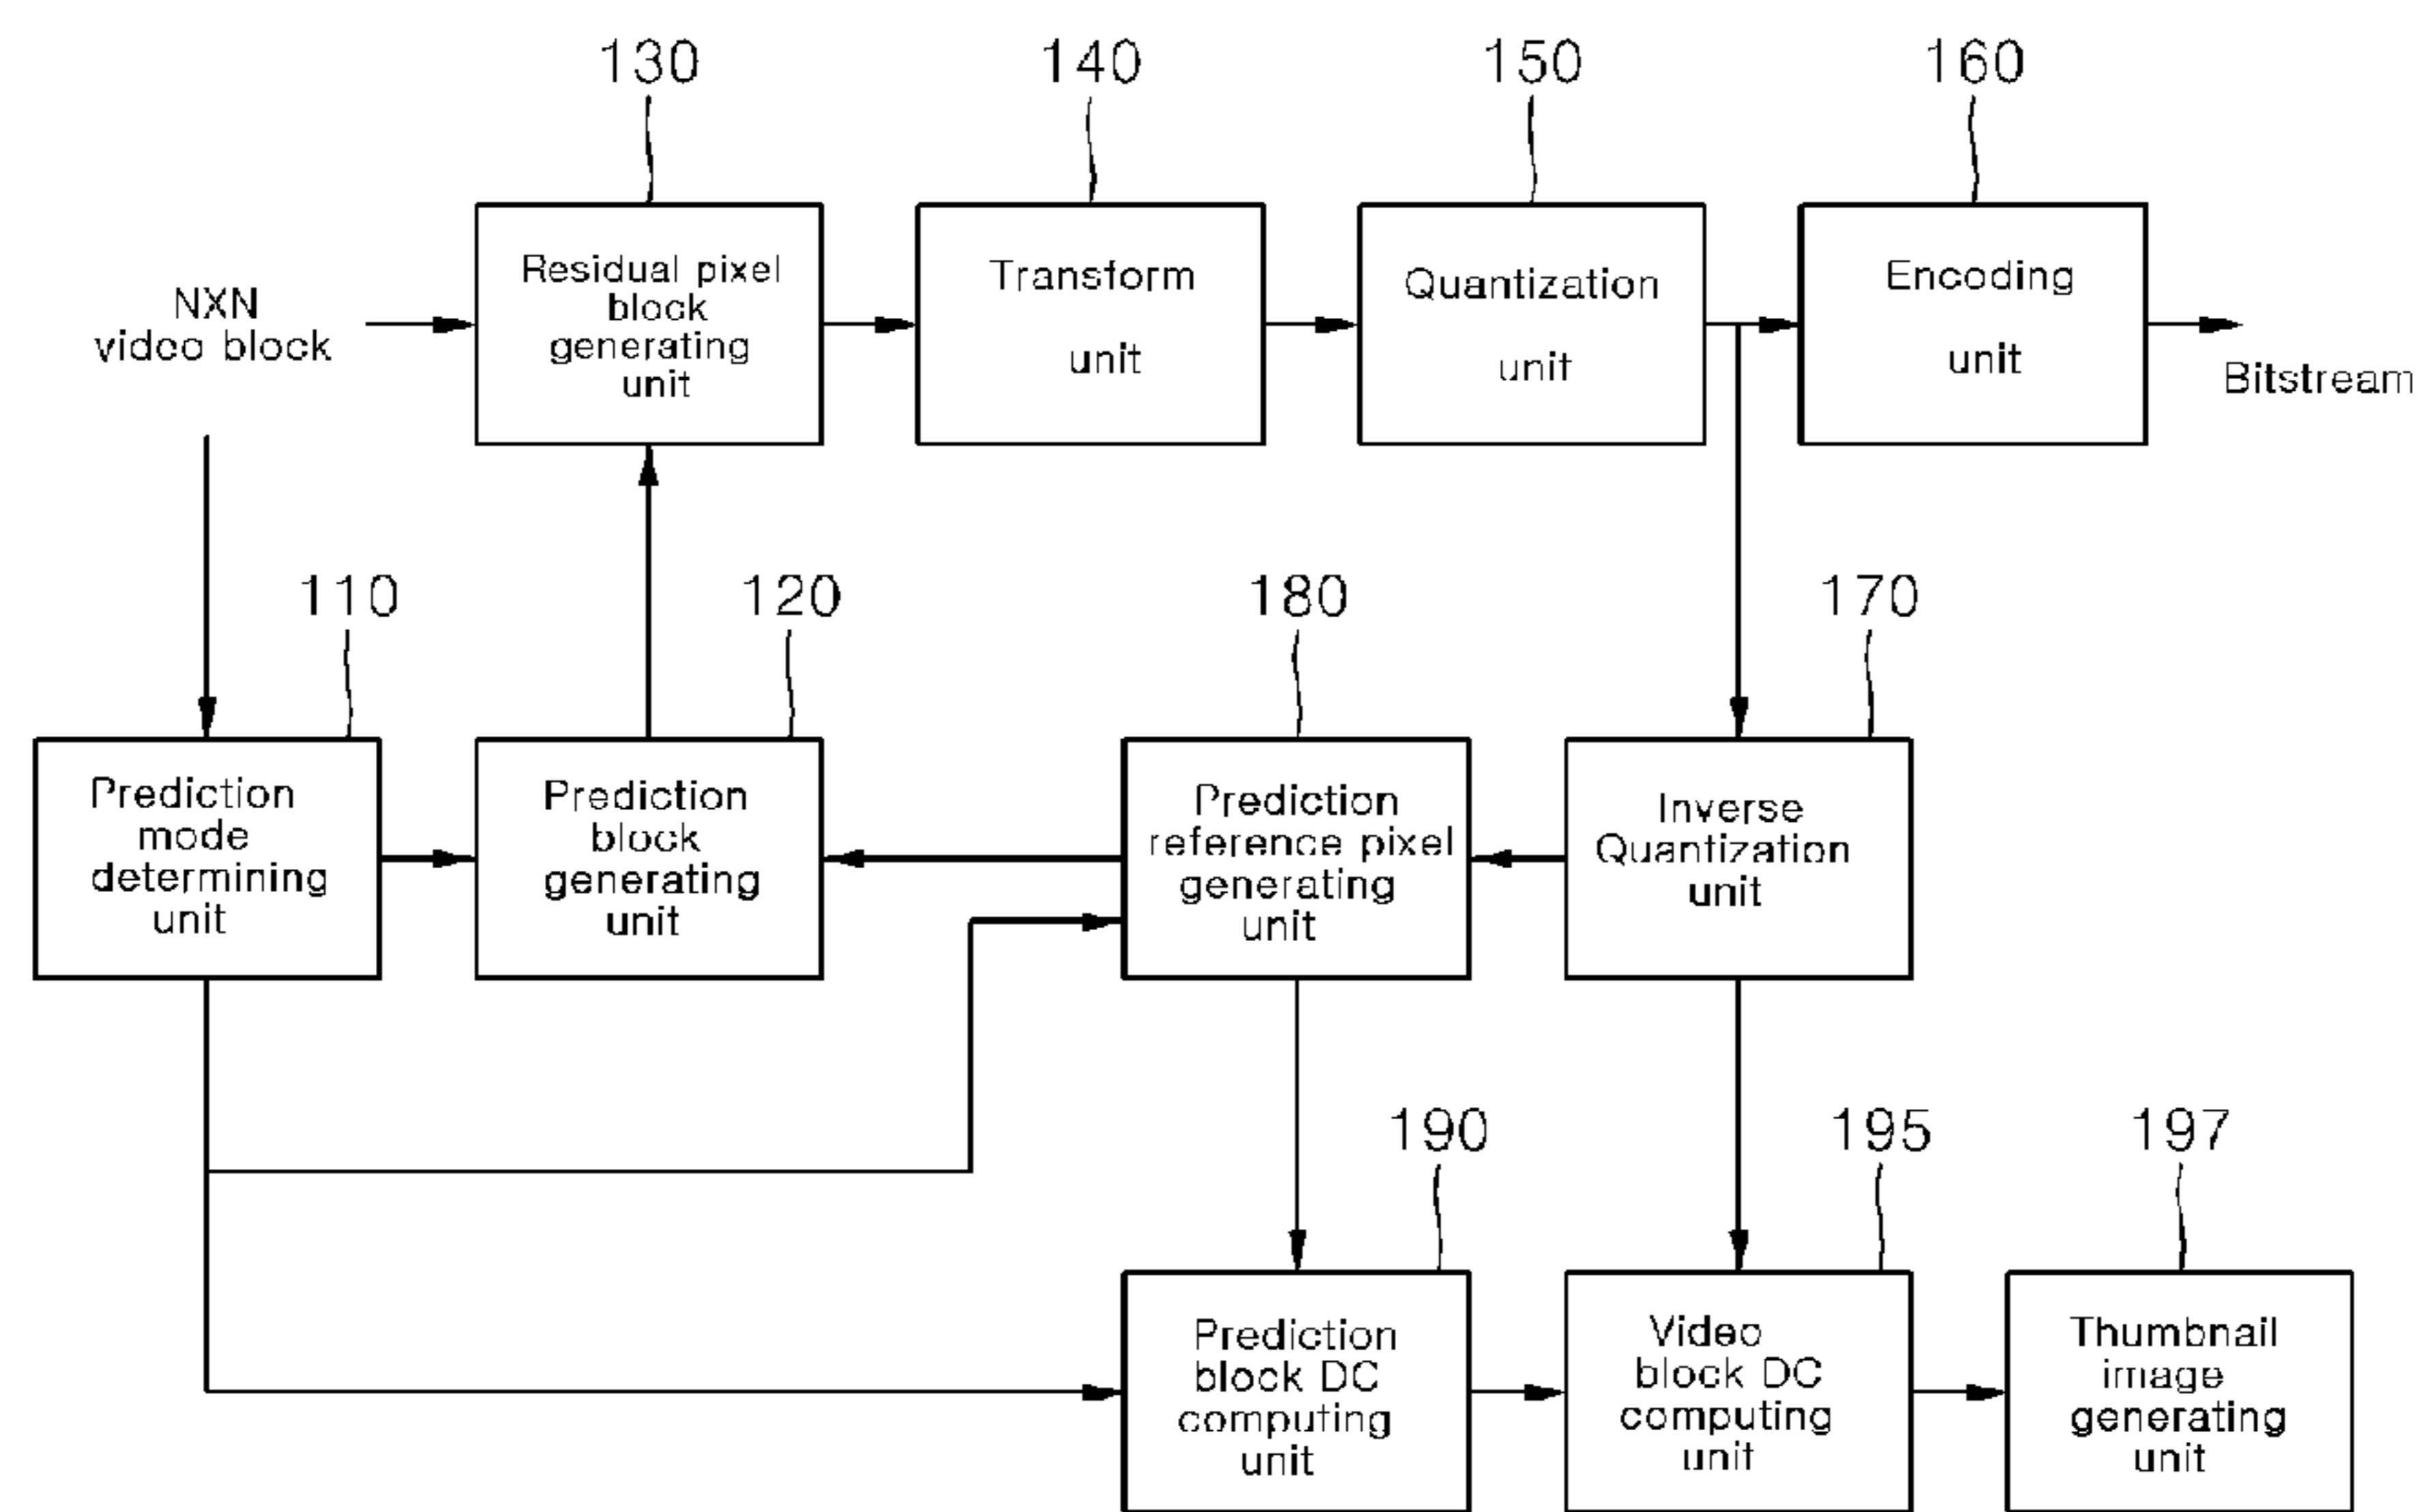 130
140
150
160
NXN
video block
Residual pixel
block
generating
unit
Transform
unit
Quantization
unit
Encoding
unit
Bitstream
110
120
180
170
Prediction
mode
determining
unit
Prediction
block
generating
unit
Prediction
reference pixel
generating
unit
Inverse
Quantization
unit
190
195
197
Prediction
block DC
computing
unit
Video
block DC
computing
unit
Thumbnail
image
generating
unit